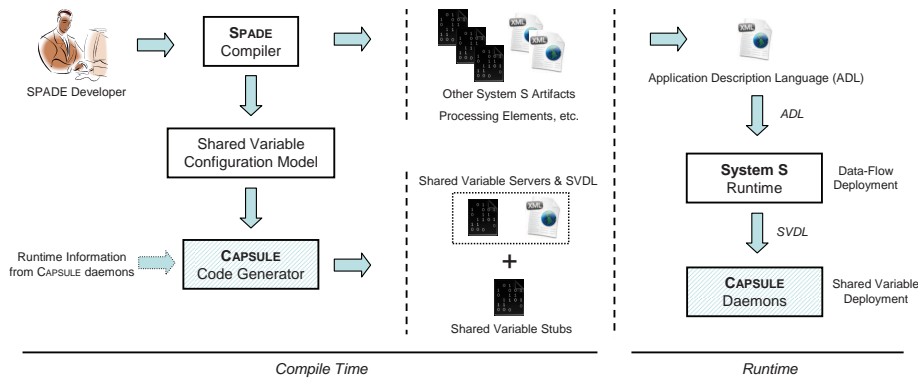 SPADE Developer
SPADE
Compiler
Shared Variable
Configuration Model
Runtime Information
from CAPSULE daemons
CAPSULE
Code Generator
XML
XML
Other System S Artifacts
Processing Elements, etc.
Shared Variable Servers & SVDL
XML
+
Shared Variable Stubs
Compile Time
XML
Application Description Language (ADL)
ADL
System S
Runtime
Data-Flow
Deployment
SVDL
CAPSULE
Daemons
Shared Variable
Deployment
Runtime